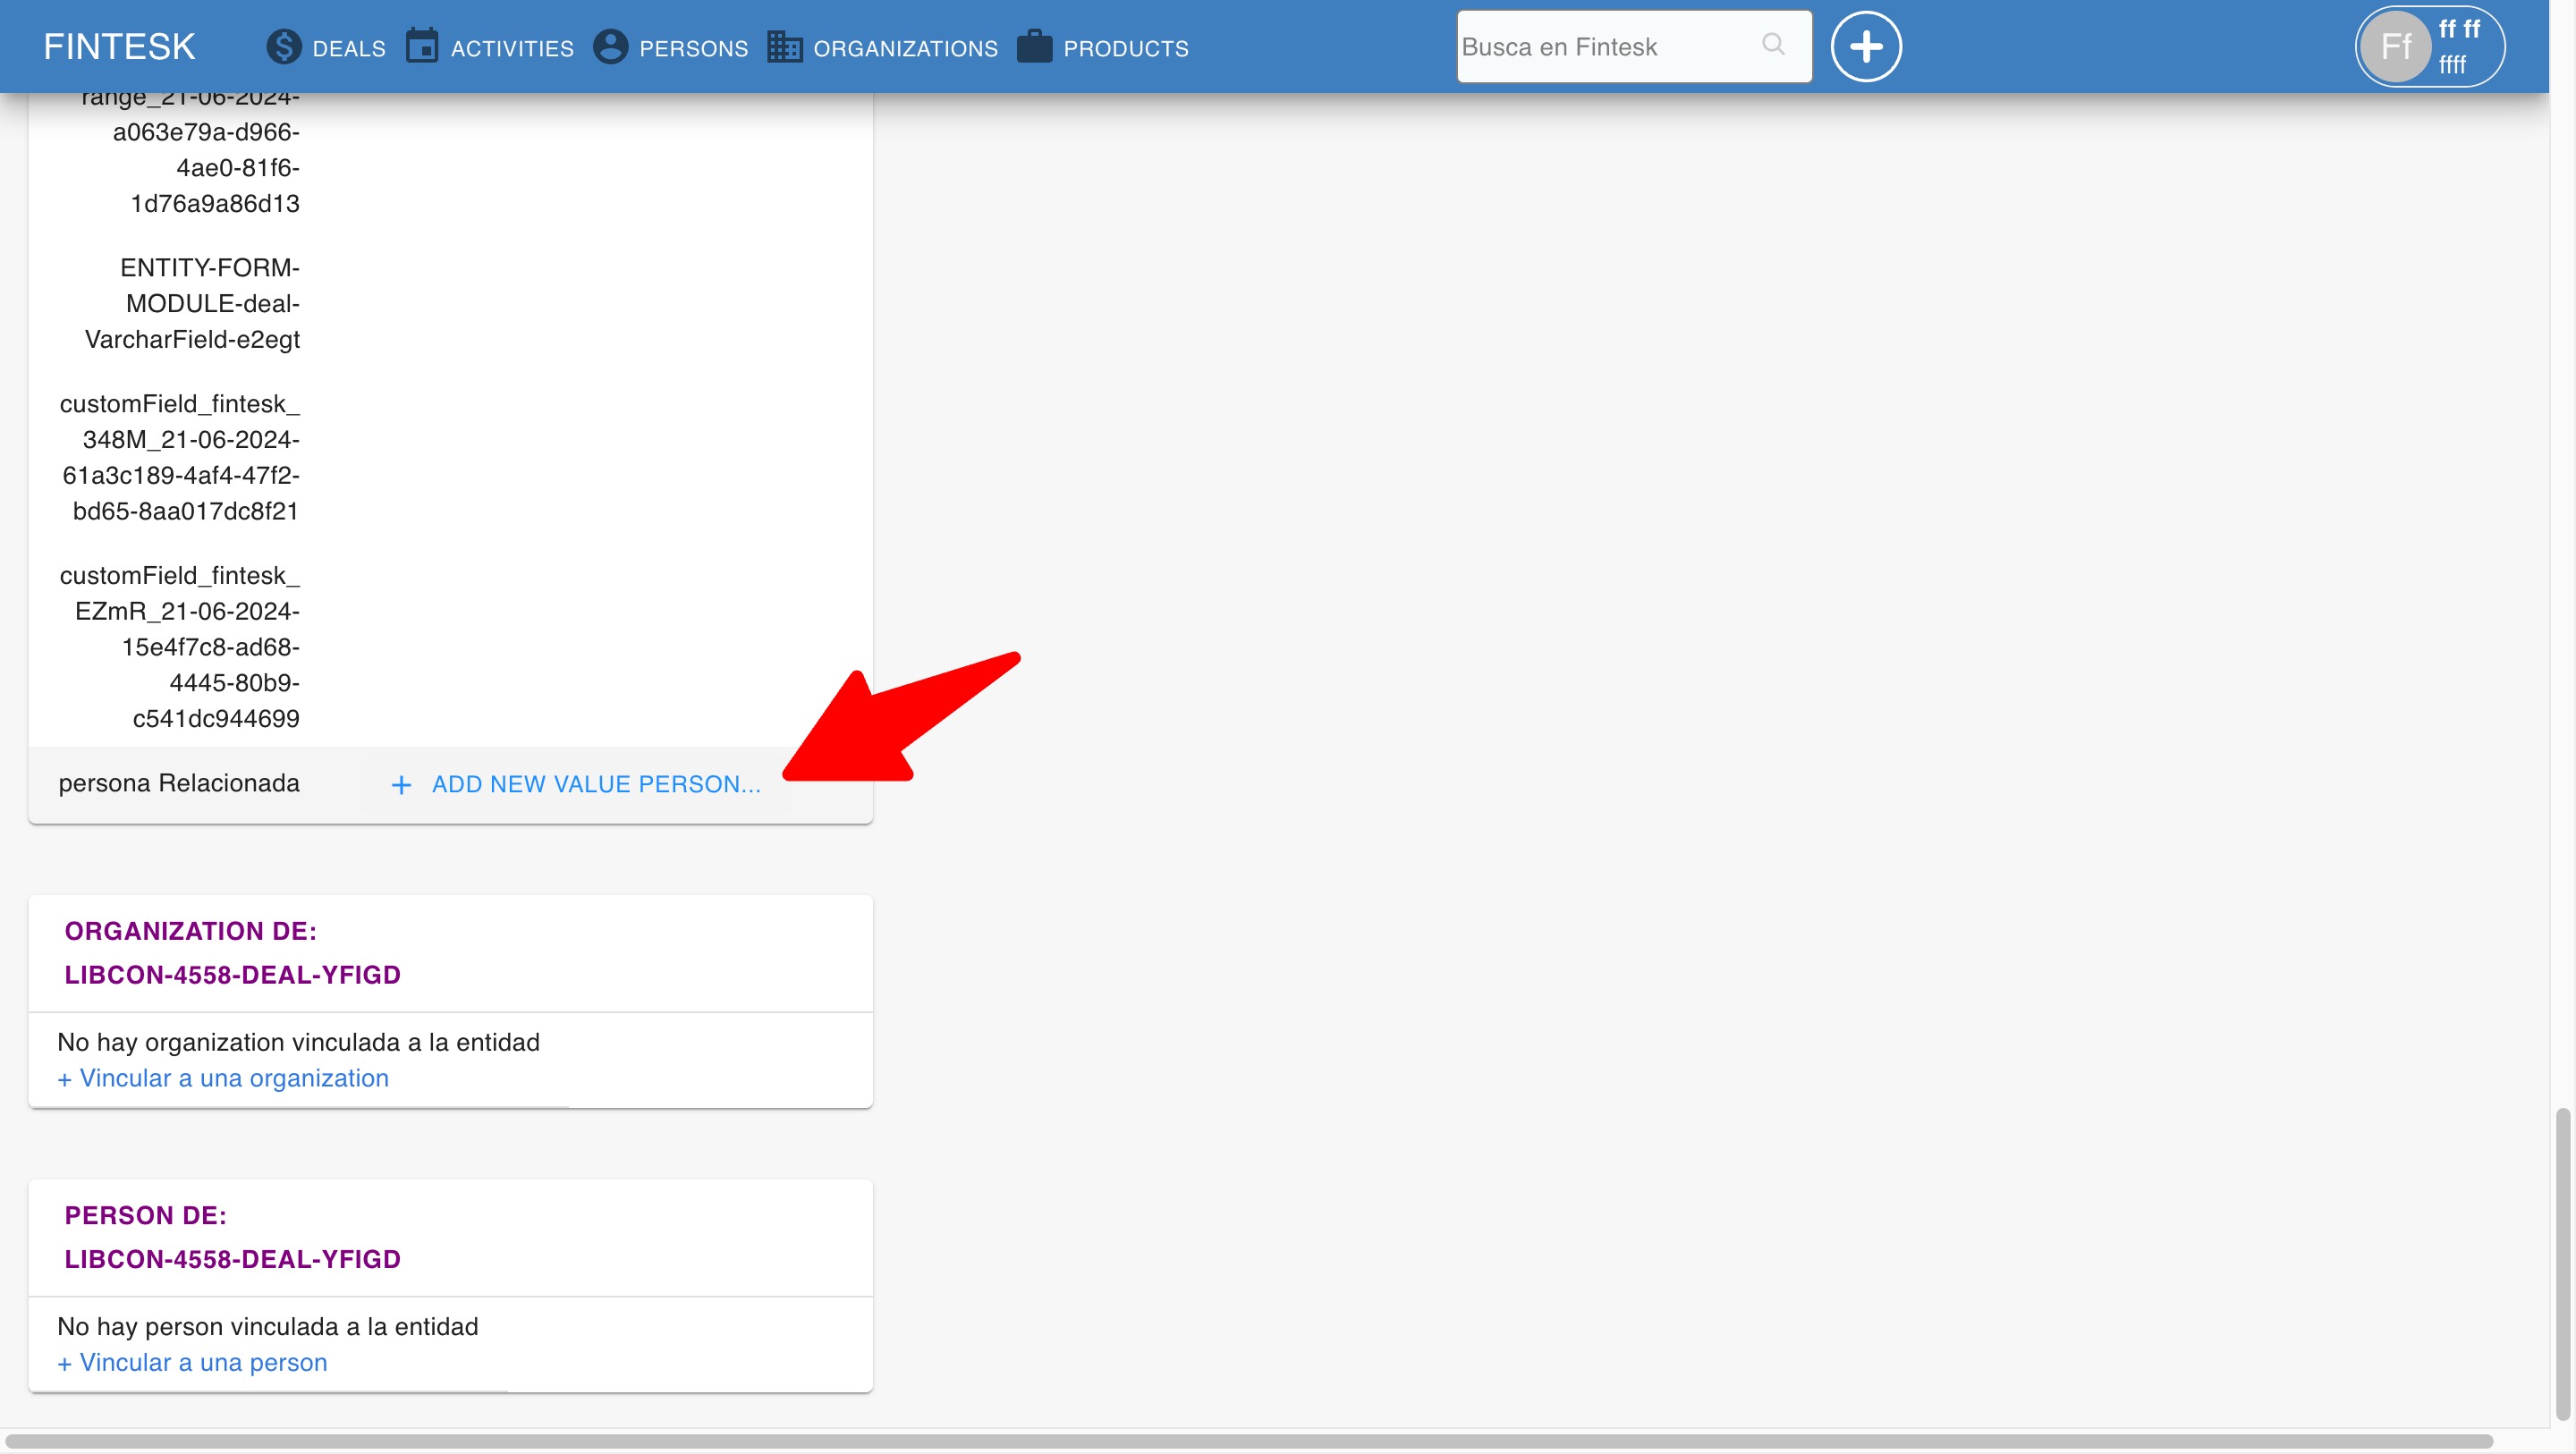 FINTESK
DEALS
ACTIVITIES
PERSONS
ORGANIZATIONS
PRODUCTS
Busca en Fintesk
Ff
ff ff
ffff
range_21-06-2024-
a063e79a-d966-
4ae0-81f6-
1d76a9a86d13
ENTITY-FORM-
MODULE-deal-
VarcharField-e2egt
customField_fintesk_
348M_21-06-2024-
61a3c189-4af4-47f2-
bd65-8aa017dc8f21
customField_fintesk_
EZmR_21-06-2024-
15e4f7c8-ad68-
4445-80b9-
c541dc944699
persona Relacionada
+ ADD NEW VALUE PERSON...
ORGANIZATION DE:
LIBCON-4558-DEAL-YFIGD
No hay organization vinculada a la entidad
+ Vincular a una organization
PERSON DE:
LIBCON-4558-DEAL-YFIGD
No hay person vinculada a la entidad
+ Vincular a una person